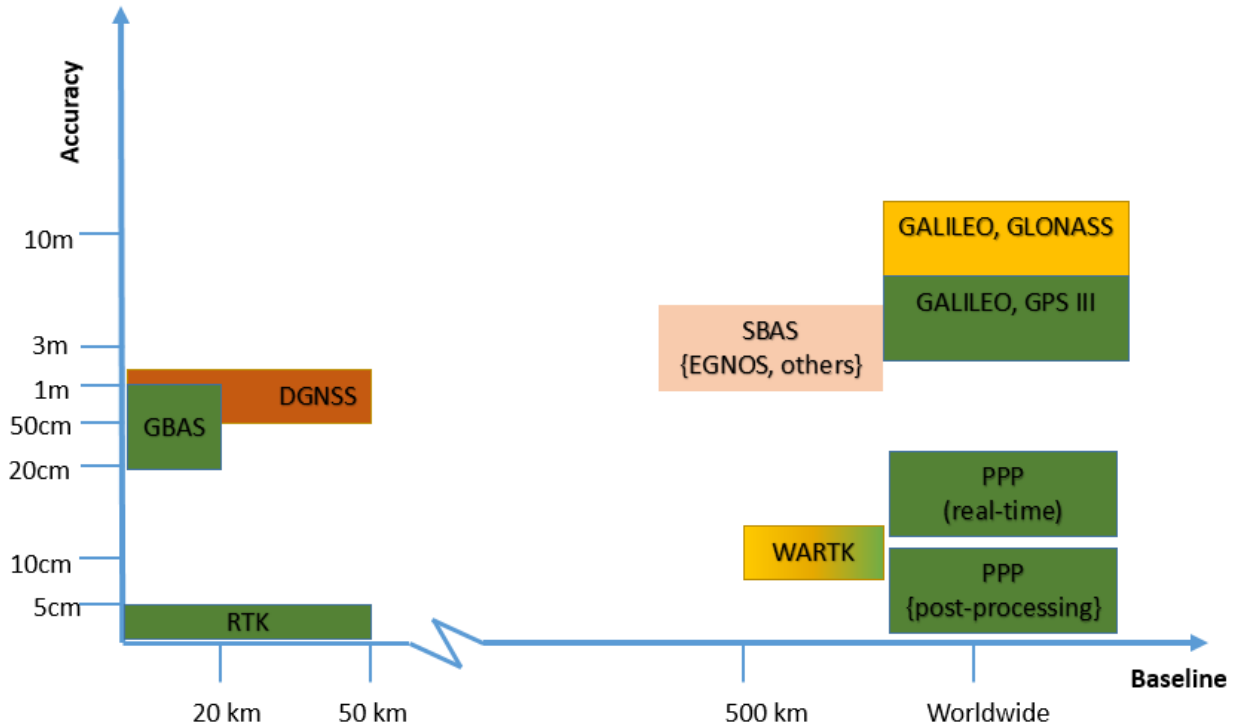 Accuracy
10m
3m
1m
50cm
20cm
10cm
5cm
GALILEO, GLONASS
GALILEO, GPS III
SBAS
{EGNOS, others}
DGNSS
GBAS
PPP
(real-time)
WARTK
PPP
{post-processing}
RTK
Baseline
20 km
50 km
500 km
Worldwide